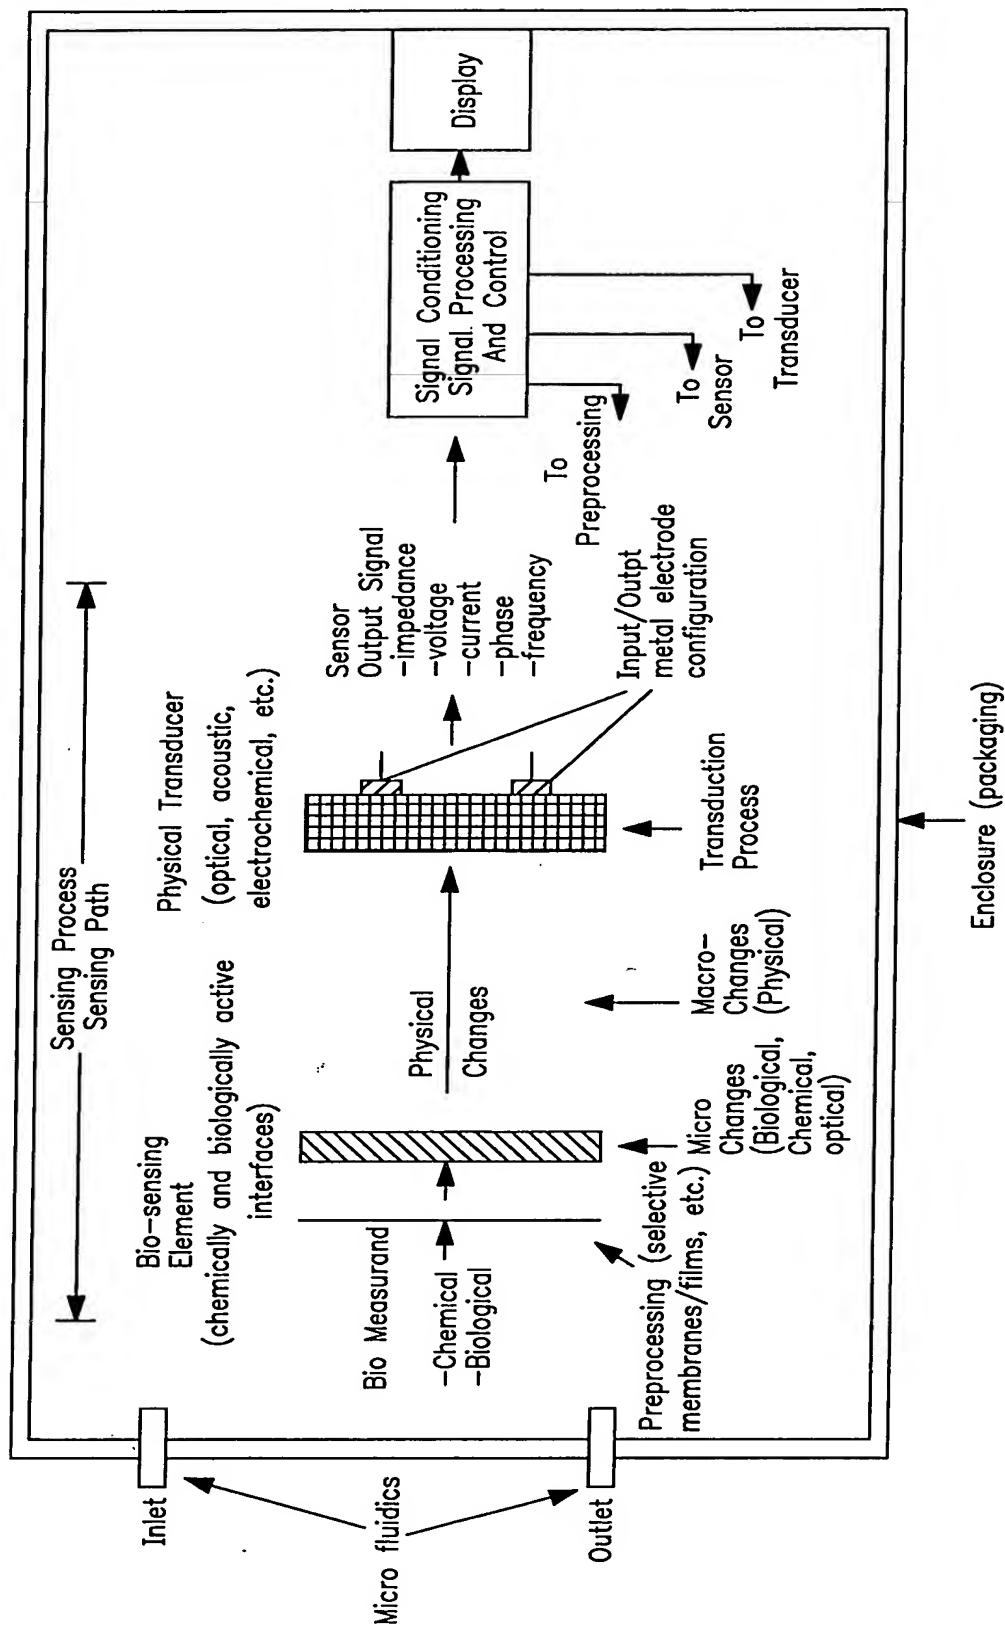 Sensing Process
Sensing Path
Bio-sensing
Element
(chemically and biologically active
interfaces)
Physical Transducer
(optical, acoustic,
electrochemical, etc.)
Inlet
Micro fluidics
Outlet
Bio Measurand
-Chemical
-Biological
Physical
Changes
Sensor
Output Signal
-impedance
-voltage
-current
-phase
-frequency
Signal Conditioning
Signal. Processing
And Control
Display
To
Preprocessing
To
Sensor
To
Transducer
Input/Outpt
metal electrode
configuration
Preprocessing (selective
membranes/films, etc.)
Micro
Changes
(Biological,
Chemical,
optical)
Macro-
Changes
(Physical)
Transduction
Process
Enclosure (packaging)